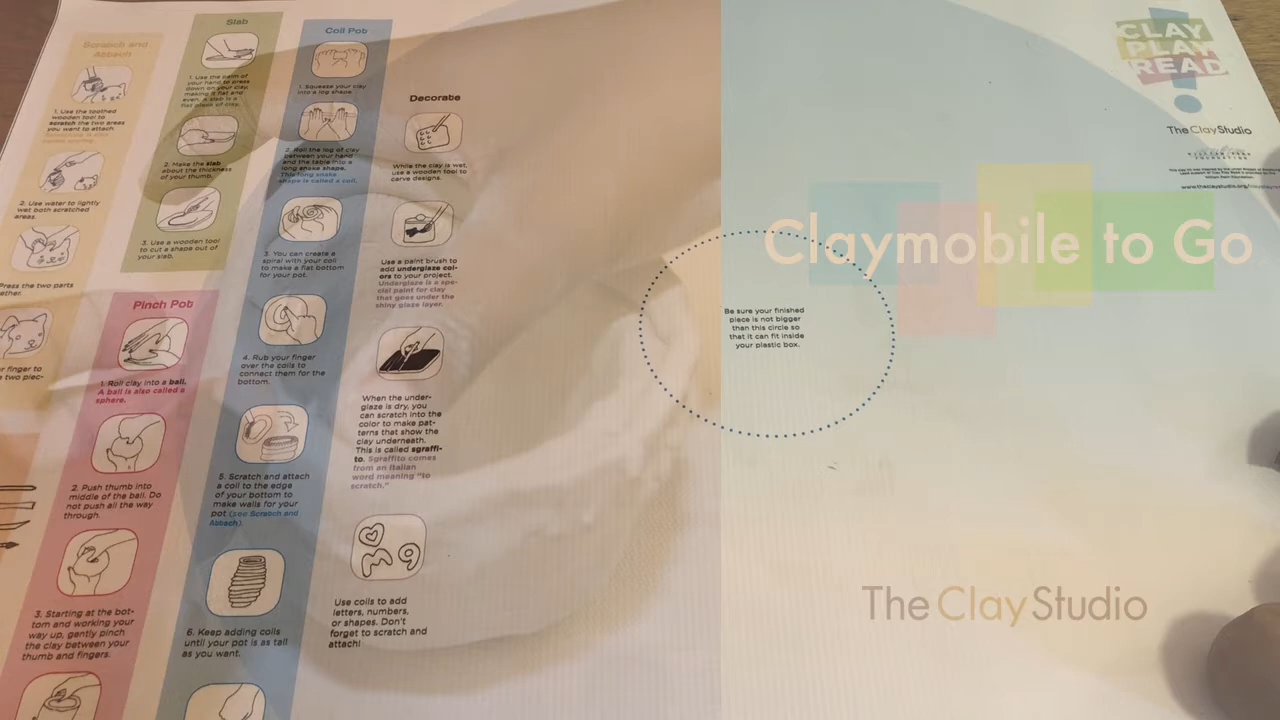 Scratch and
Attach
1. Use the toothed
wooden tool to
scratch the two areas
you want to attach.
2. Use water to lightly
wet both scratched
areas.
Press the two parts
ether.
r finger to
e two piec-
Slab
1. Use the palm of
your hand to press
down on your clay,
making it flat and
even. A slab is a
flat piece of clay.
2. Make the slab
about the thickness
of your thumb.
3. Use a wooden tool
to cut a shape out of
your slab.
Pinch Pot
1. Roll clay into a ball.
A ball is also called a
sphere.
2. Push thumb into
middle of the ball. Do
not push all the way
through.
3. Starting at the bot-
tom and working your
way up, gently pinch
the clay between your
thumb and fingers.
Coil Pot
1. Squeeze your clay
into a log shape.
2. Roll the log of clay
between your hand
and the table into a
long snake shape.
This long snake
shape is called a coil.
3. You can create a
spiral with your coil
to make a flat bottom
for your pot.
4. Rub your finger
over the coils to
connect them for the
bottom.
5. Scratch and attach
a coil to the edge
of your bottom to
make walls for your
pot (see Scratch and
Attach).
6. Keep adding coils
until your pot is as tall
as you want.
Decorate
While the clay is wet,
use a wooden tool to
carve designs.
Use a paint brush to
add underglaze col-
ors to your project.
Underglaze is a spe-
cial paint for clay
that goes under the
shiny glaze layer.
When the under-
glaze is dry, you
can scratch into the
color to make pat-
terns that show the
clay underneath.
This is called sgraffi-
to. Sgraffito comes
from an Italian
word meaning "to
scratch."
Use coils to add
letters, numbers,
or shapes. Don't
forget to scratch and
attach!
Be sure your finished
piece is not bigger
than this circle so
that it can fit inside
your plastic box.
CLAY
PLAY
READ
The Clay Studio
Claymobile to Go
The Clay Studio